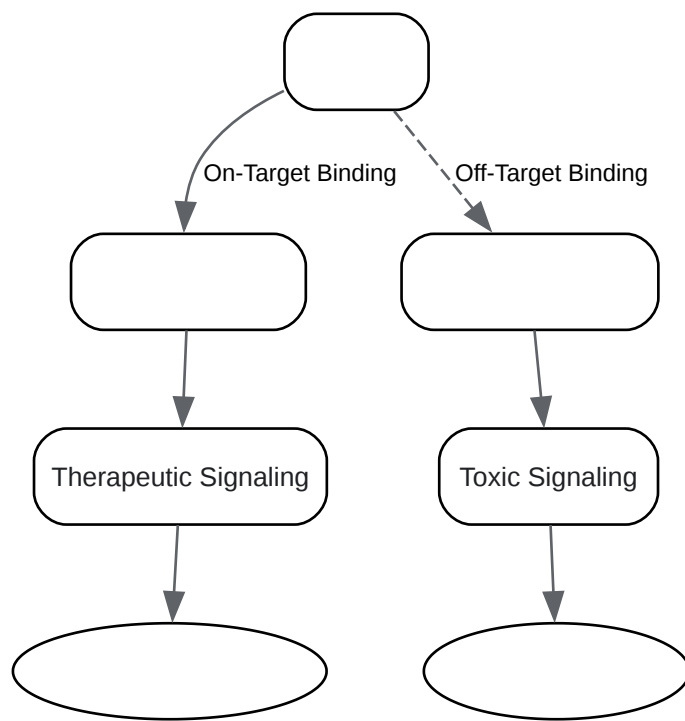 On-Target Binding
Off-Target Binding
Therapeutic Signaling
Toxic Signaling